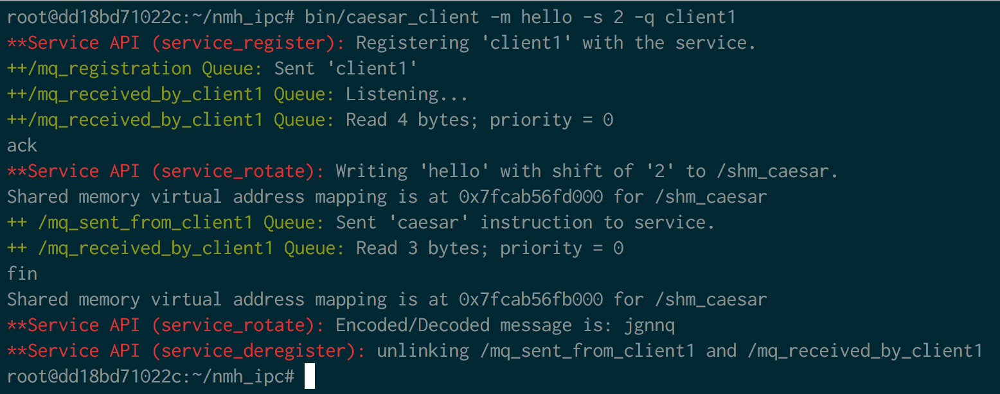 root@dd18bd71022c:~/nmh_ipc# bin/caesar_client -m hello -s 2 -q client1
**Service API (service_register): Registering 'client1' with the service.
++/mq_registration Queue: Sent 'client1'
++/mq_received_by_client1 Queue: Listening...
++/mq_received_by_client1 Queue: Read 4 bytes; priority = 0
ack
**Service API (service_rotate): Writing 'hello' with shift of '2' to /shm_caesar.
Shared memory virtual address mapping is at 0x7fcab56fd000 for /shm_caesar
++ /mq_sent_from_client1 Queue: Sent 'caesar' instruction to service.
++ /mq_received_by_client1 Queue: Read 3 bytes; priority = 0
fin
Shared memory virtual address mapping is at 0x7fcab56fb000 for /shm_caesar
**Service API (service_rotate): Encoded/Decoded message is: jgnnq
**Service API (service_deregister): unlinking /mq_sent_from_client1 and /mq_received_by_client1
root@dd18bd71022c:~/nmh_ipc#